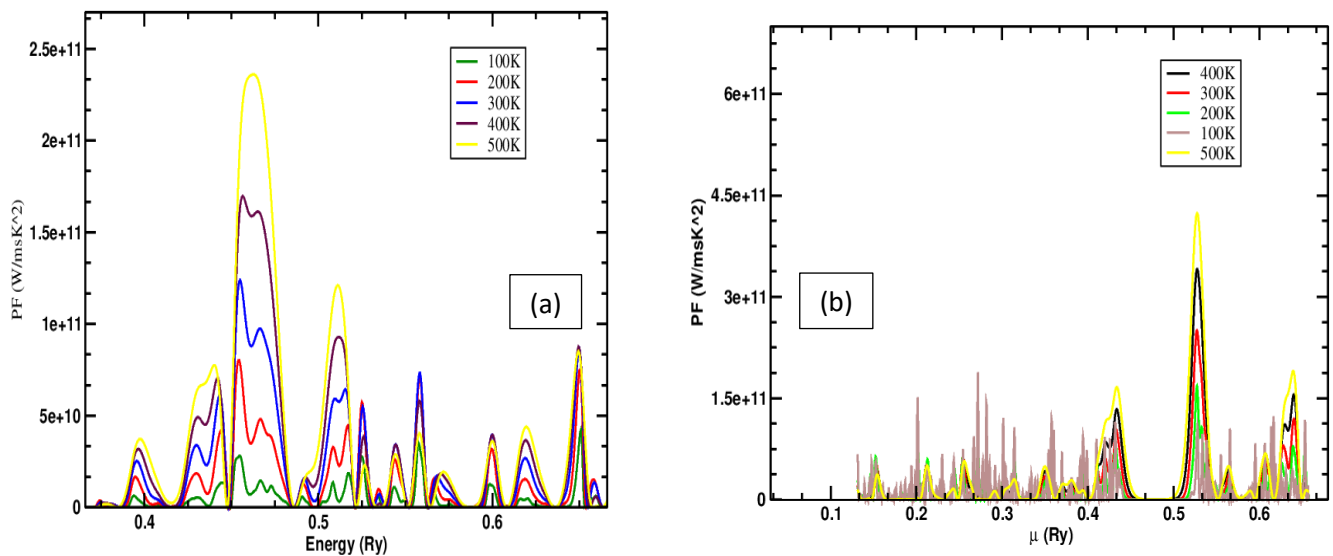 2.5e+11
2e+11
1.5e+11
1e+11
5e+10
0
PF (W/msK^2)
100K
200K
300K
400K
500K
(a)
0.4
0.5
0.6
Energy (Ry)
6e+11
4.5e+11
3e+11
1.5e+11
0
PF (W/msK^2)
400K
300K
200K
100K
500K
(b)
0.1
0.2
0.3
0.4
0.5
0.6
μ (Ry)